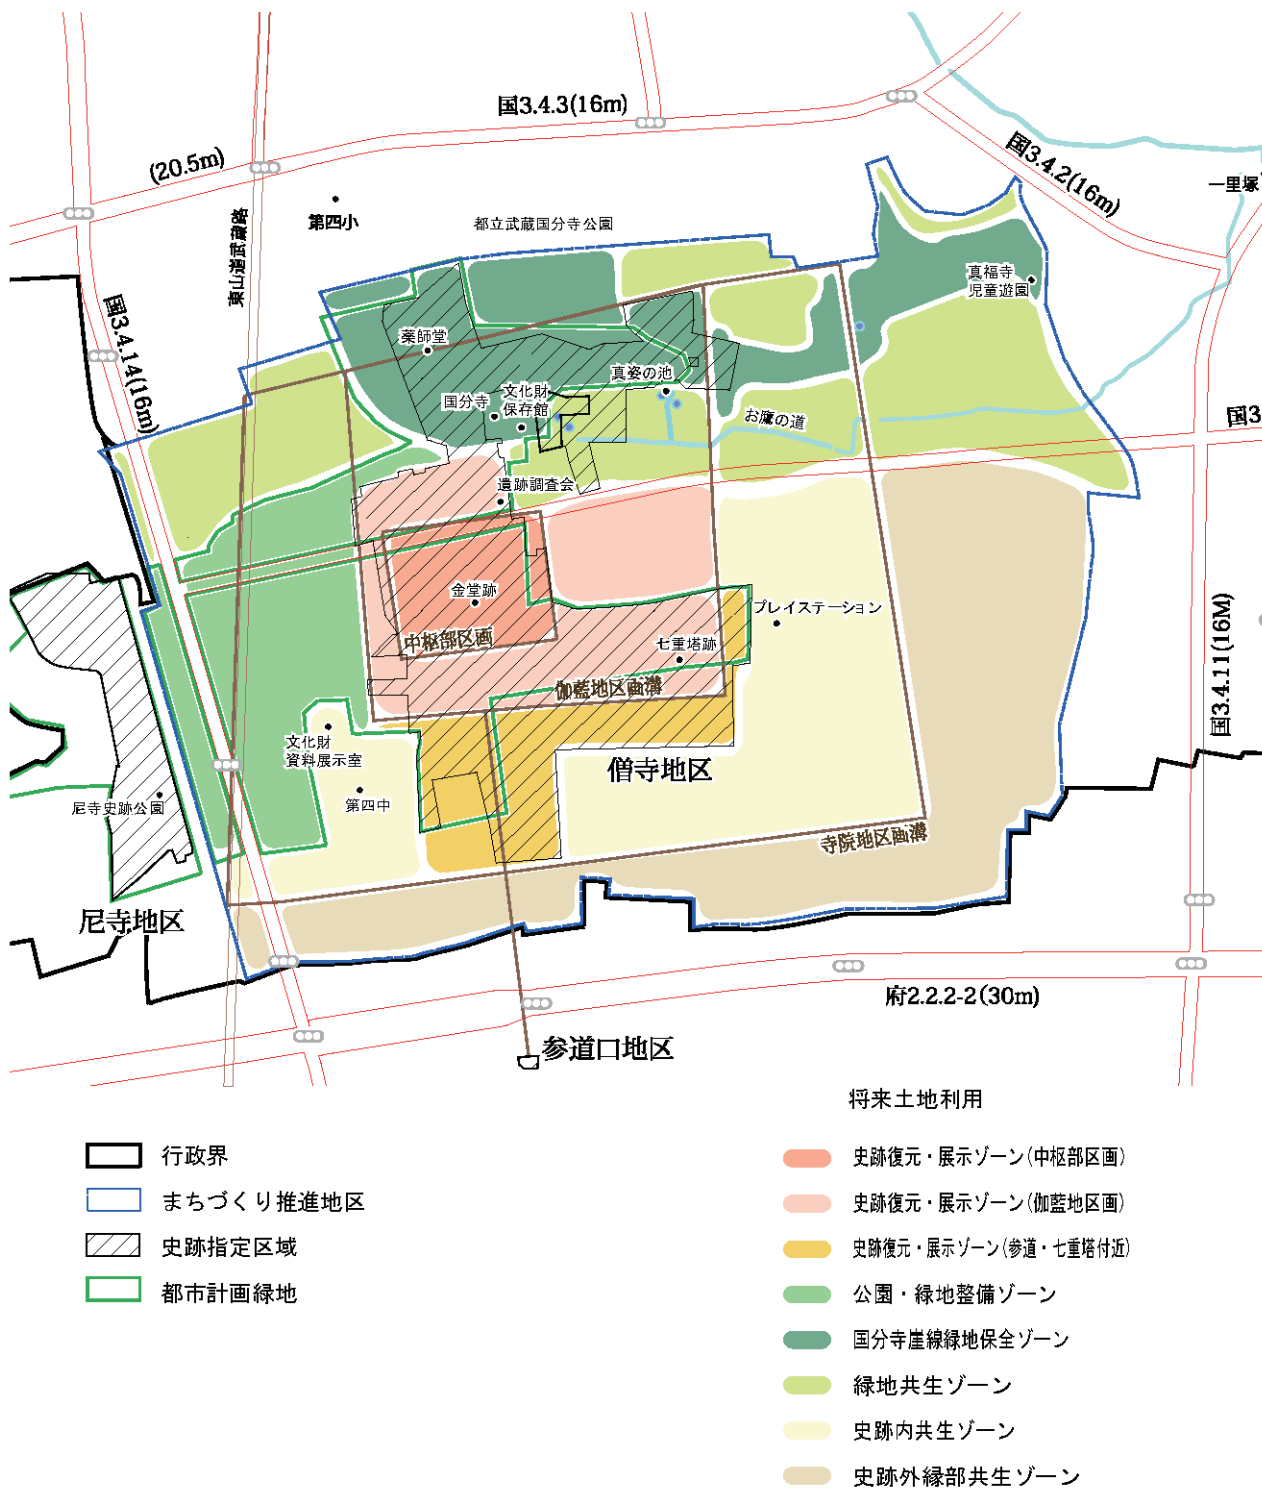 国3.4.3(16m)
(20.5m)
国3.4.2(16m)
一里塚
第四小
都立武蔵国分寺公園
東山道武蔵路
真福寺
児童遊園
国3.4.14(16m)
薬師堂
真姿の池
国分寺
文化財
保存館
お鷹の道
国3
遺跡調査会
金堂跡
プレイステーション
中枢部区画
七重塔跡
伽藍地区画溝
国3.4.11(16M)
文化財
資料展示室
僧寺地区
第四中
尼寺史跡公園
寺院地区画溝
尼寺地区
府2.2.2-2(30m)
参道口地区
将来土地利用
行政界
まちづくり推進地区
史跡指定区域
都市計画緑地
史跡復元・展示ゾーン(中枢部区画)
史跡復元・展示ゾーン(伽藍地区画)
史跡復元・展示ゾーン(参道・七重塔付近)
公園・緑地整備ゾーン
国分寺崖線緑地保全ゾーン
緑地共生ゾーン
史跡内共生ゾーン
史跡外縁部共生ゾーン